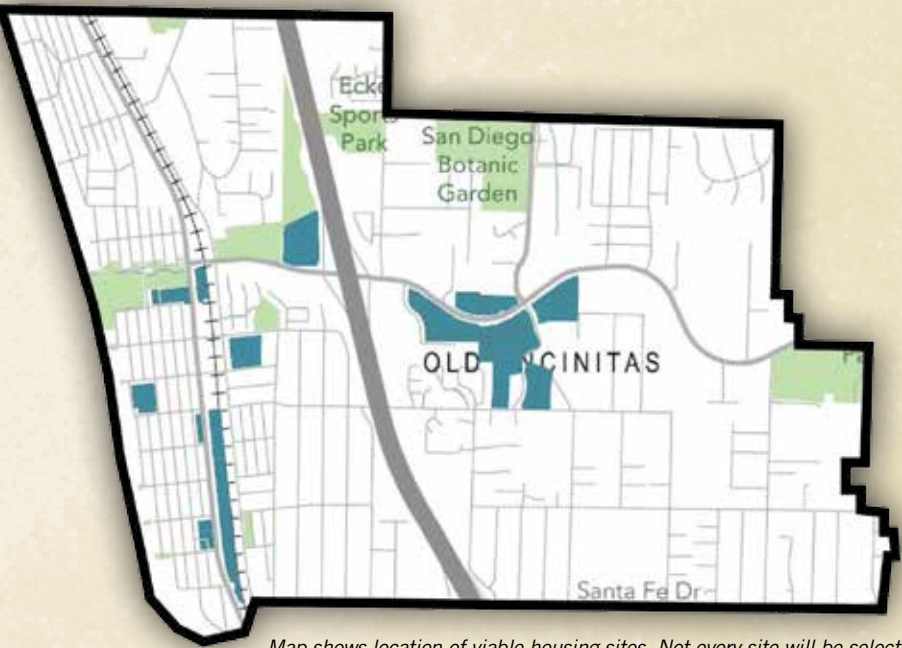 Ecke
Sports
Park
San Diego
Botanic
Garden
OLD NCINITAS
Santa Fe Dr
Map shows location of viable housing sites. Not every site will be select